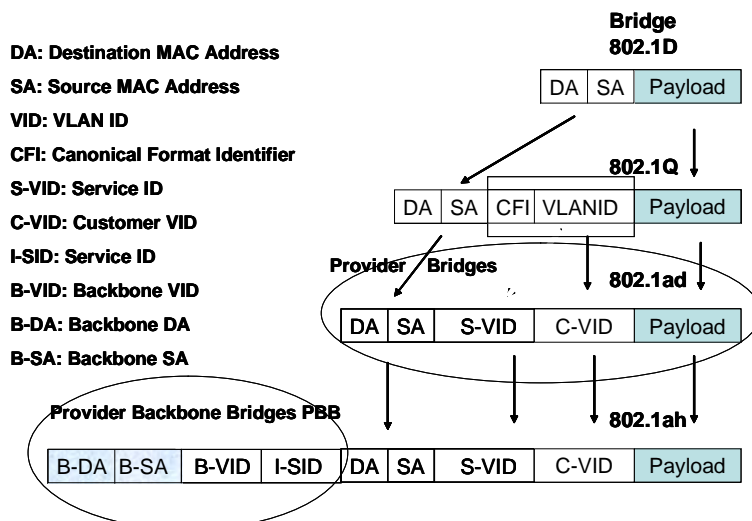 Bridge
802.1D
DA: Destination MAC Address
SA: Source MAC Address
VID: VLAN ID
CFI: Canonical Format Identifier
S-VID: Service ID
C-VID: Customer VID
I-SID: Service ID
B-VID: Backbone VID
B-DA: Backbone DA
B-SA: Backbone SA
DA SA Payload
802.1Q
DA SA CFI VLANID Payload
Provider Bridges
802.1ad
DA SA S-VID C-VID Payload
Provider Backbone Bridges PBB
802.1ah
B-DA B-SA B-VID I-SID DA SA S-VID C-VID Payload